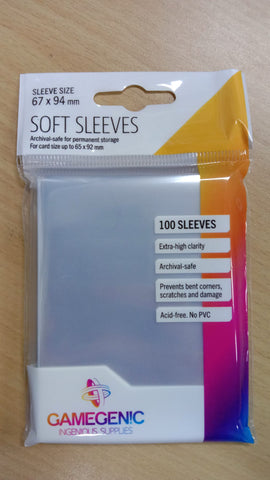 SLEEVE SIZE
67 x 94 mm
SOFT SLEEVES
Archival-safe for permanent storage
For card size up to 65 x 92 mm
100 SLEEVES
Extra-high clarity
Archival-safe
Prevents bent corners,
scratches and damage
Acid-free. No PVC
GAMEGEN!C
INGENIOUS SUPPLIES